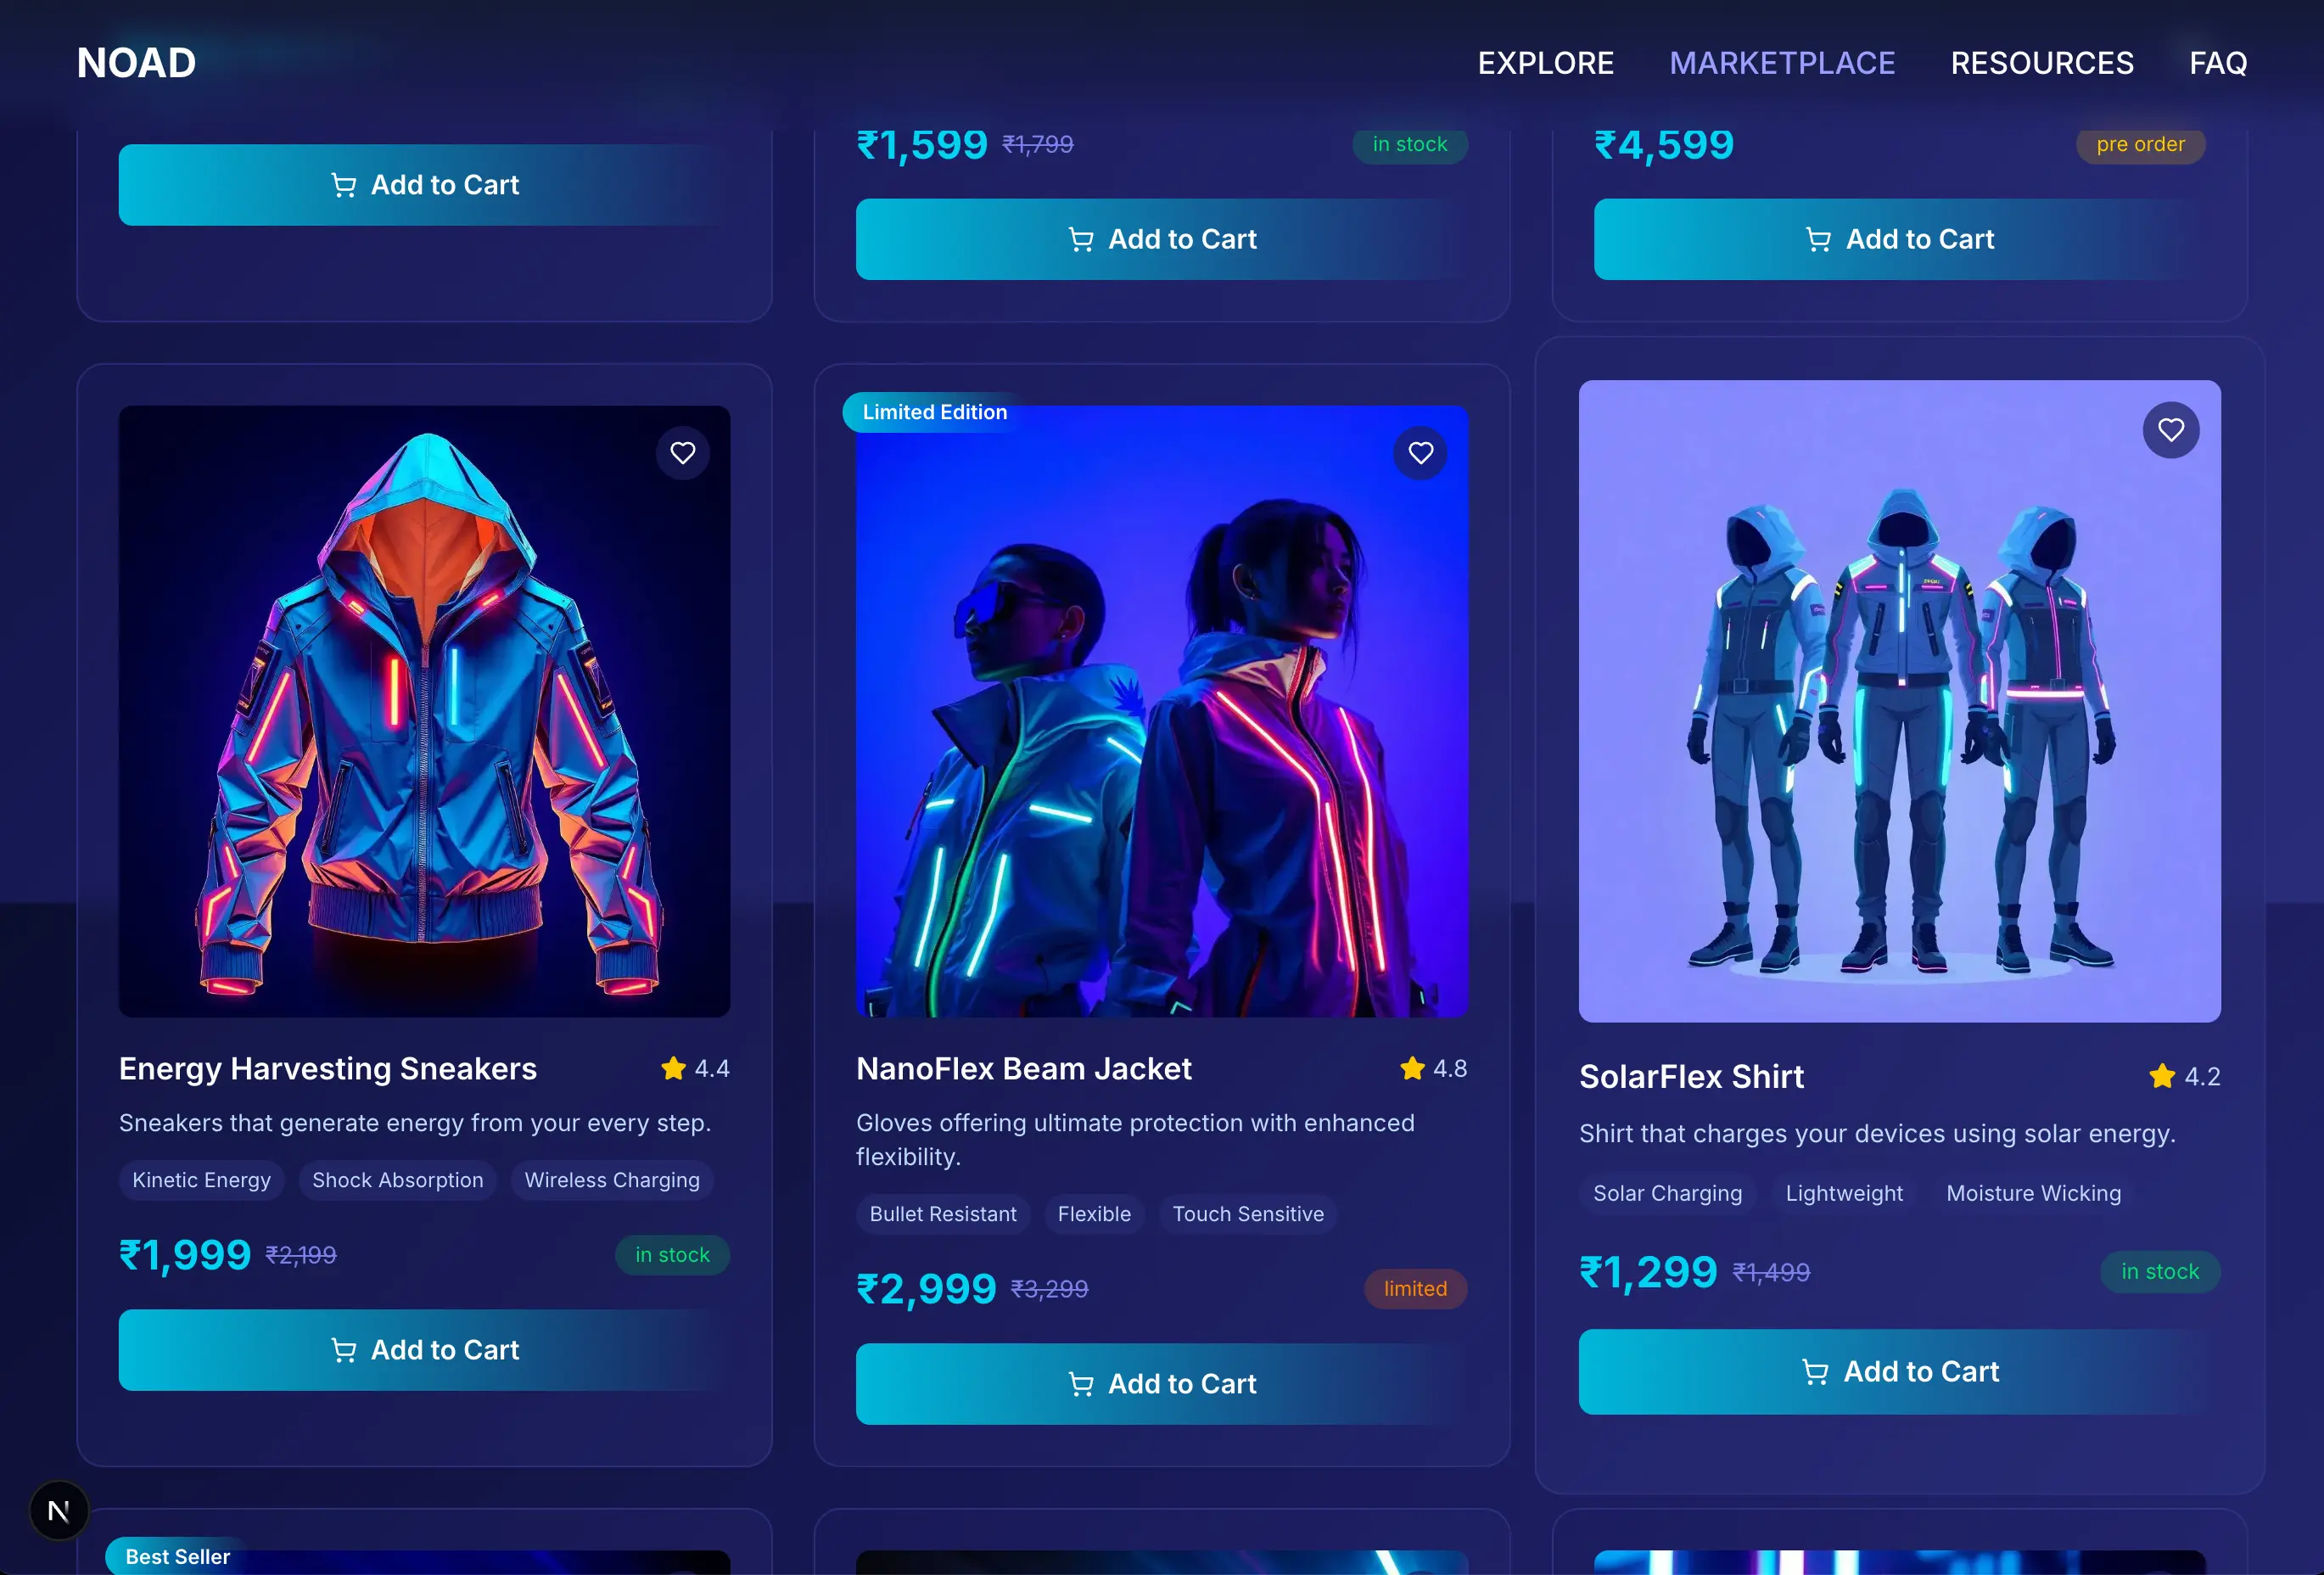 NOAD
EXPLORE
MARKETPLACE
RESOURCES
FAQ
Add to Cart
₹1,599 ₹1,799
in stock
Add to Cart
₹4,599
pre order
Add to Cart
Energy Harvesting Sneakers
4.4
Sneakers that generate energy from your every step.
Kinetic Energy
Shock Absorption
Wireless Charging
₹1,999 ₹2,199
in stock
Add to Cart
Limited Edition
NanoFlex Beam Jacket
4.8
Gloves offering ultimate protection with enhanced
flexibility.
Bullet Resistant
Flexible
Touch Sensitive
₹2,999 ₹3,299
limited
Add to Cart
SolarFlex Shirt
4.2
Shirt that charges your devices using solar energy.
Solar Charging
Lightweight
Moisture Wicking
₹1,299 ₹1,499
in stock
Add to Cart
N
Best Seller